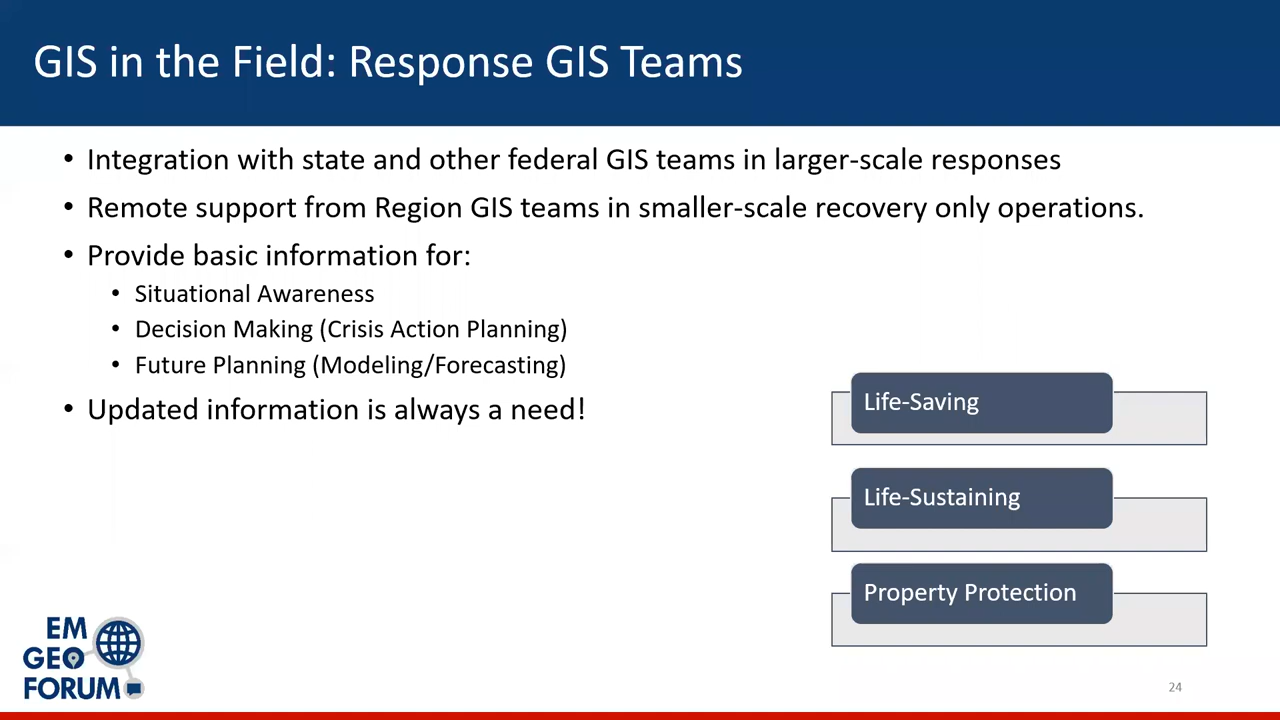 GIS in the Field: Response GIS Teams
• Integration with state and other federal GIS teams in larger-scale responses
• Remote support from Region GIS teams in smaller-scale recovery only operations.
• Provide basic information for:
• Situational Awareness
• Decision Making (Crisis Action Planning)
• Future Planning (Modeling/Forecasting)
• Updated information is always a need!
Life-Saving
Life-Sustaining
Property Protection
EM
GEO
FORUM
24